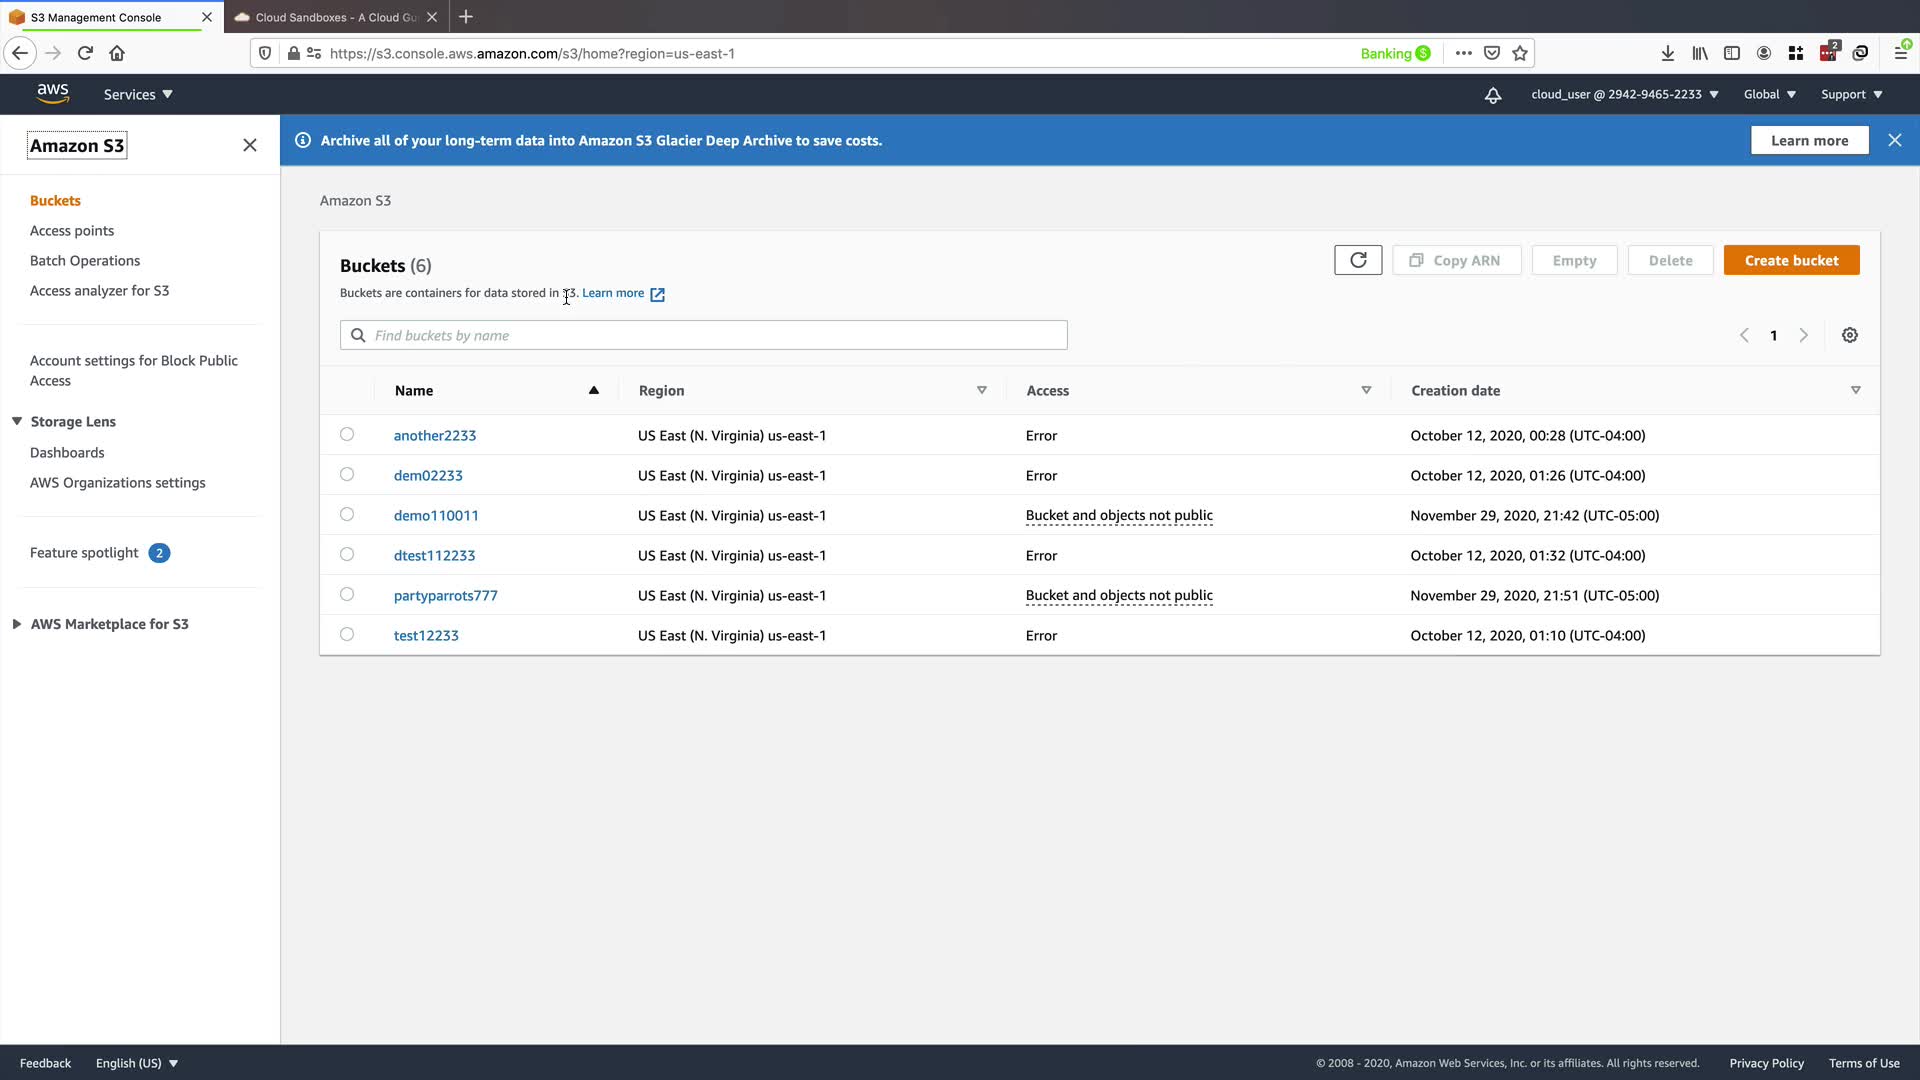 S3 Management Console
Cloud Sandboxes - A Cloud Gu
https://s3.console.aws.amazon.com/s3/home?region=us-east-1
Banking $
2
aws
Services
cloud_user @ 2942-9465-2233
Global
Support
Amazon S3
Archive all of your long-term data into Amazon S3 Glacier Deep Archive to save costs.
Learn more
Buckets
Access points
Batch Operations
Access analyzer for S3
Account settings for Block Public
Access
Storage Lens
Dashboards
AWS Organizations settings
Feature spotlight 2
AWS Marketplace for S3
Amazon S3
Buckets (6)
Copy ARN
Empty
Delete
Create bucket
Buckets are containers for data stored in S3. Learn more
Find buckets by name
1
Name Region Access Creation date
another2233 US East (N. Virginia) us-east-1 Error October 12, 2020, 00:28 (UTC-04:00)
dem02233 US East (N. Virginia) us-east-1 Error October 12, 2020, 01:26 (UTC-04:00)
demo110011 US East (N. Virginia) us-east-1 Bucket and objects not public November 29, 2020, 21:42 (UTC-05:00)
dtest112233 US East (N. Virginia) us-east-1 Error October 12, 2020, 01:32 (UTC-04:00)
partyparrots777 US East (N. Virginia) us-east-1 Bucket and objects not public November 29, 2020, 21:51 (UTC-05:00)
test12233 US East (N. Virginia) us-east-1 Error October 12, 2020, 01:10 (UTC-04:00)
Feedback
English (US)
© 2008 - 2020, Amazon Web Services, Inc. or its affiliates. All rights reserved.
Privacy Policy
Terms of Use